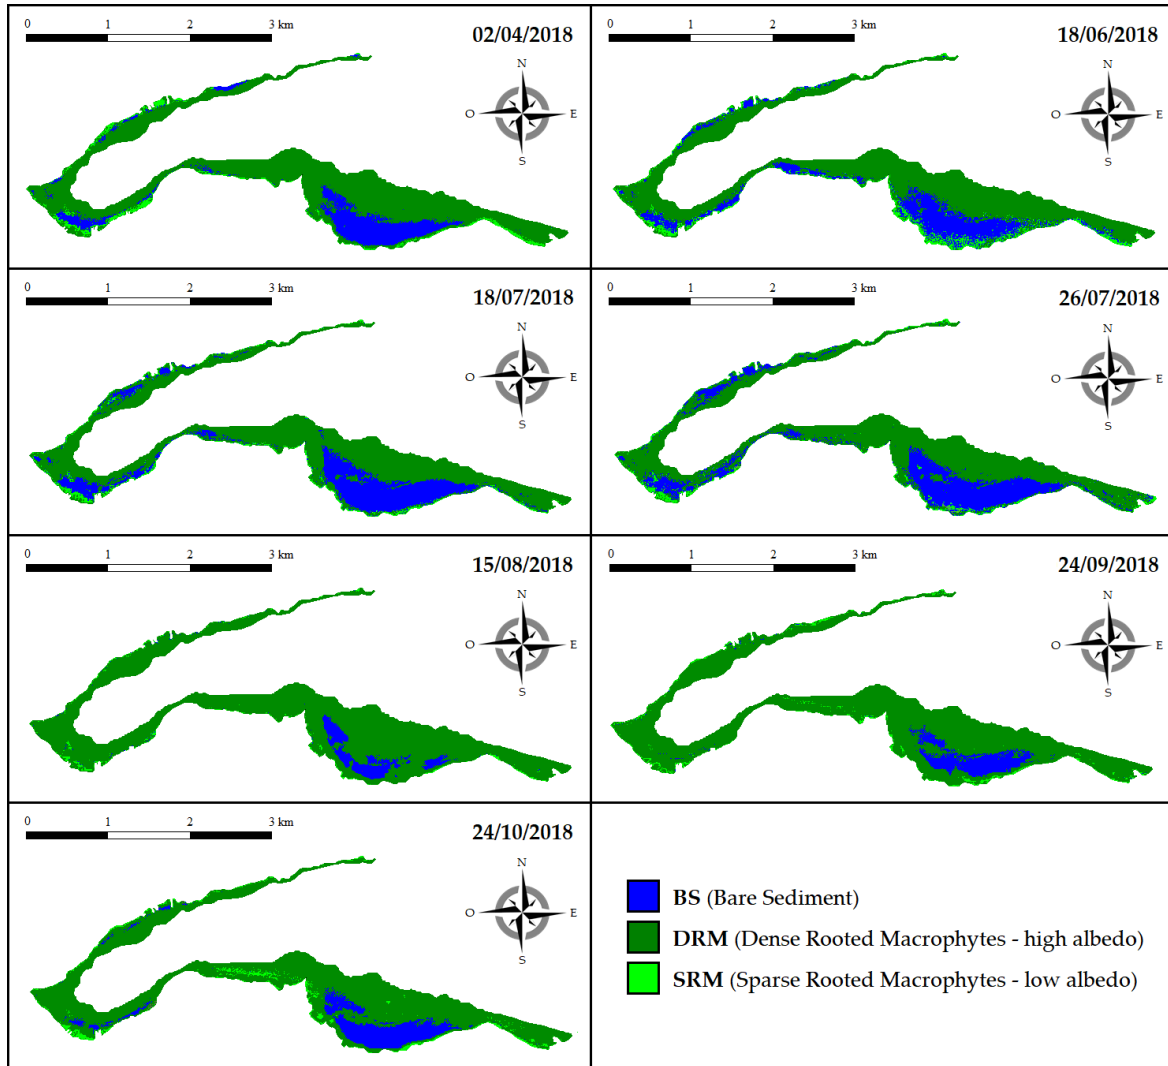 0 1 2 3 km
02/04/2018
N
O E
S
0 1 2 3 km
18/06/2018
N
O E
S
0 1 2 3 km
18/07/2018
N
O E
S
0 1 2 3 km
26/07/2018
N
O E
S
0 1 2 3 km
15/08/2018
N
O E
S
0 1 2 3 km
24/09/2018
N
O E
S
0 1 2 3 km
24/10/2018
N
O E
S
BS (Bare Sediment)
DRM (Dense Rooted Macrophytes - high albedo)
SRM (Sparse Rooted Macrophytes - low albedo)